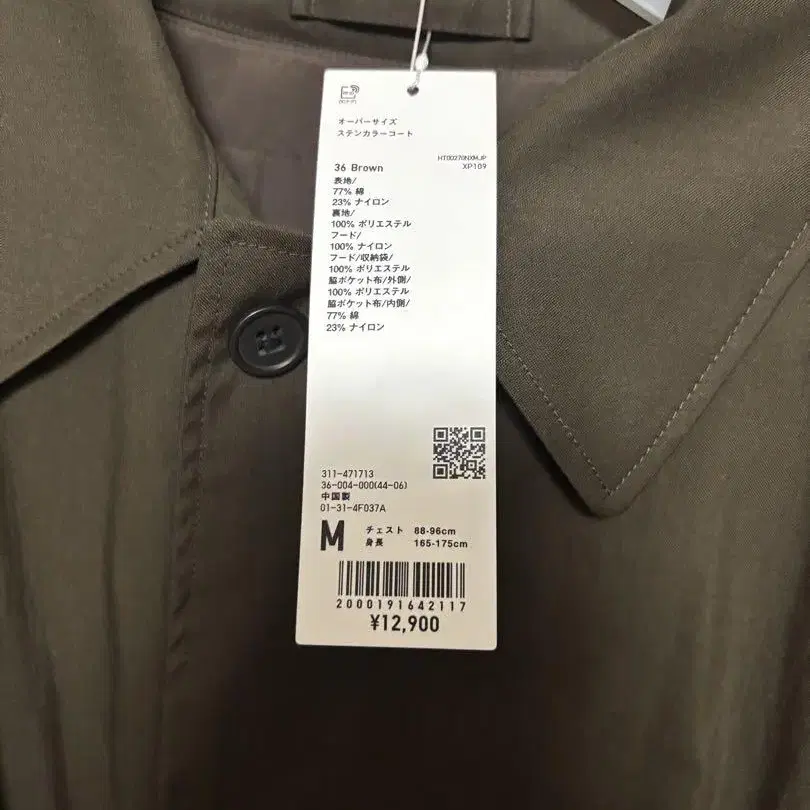 オーバーサイズ
ステンカラーコート
HT00270NXMJP
36 Brown XP109
表地/
77% 綿
23% ナイロン
裏地/
100% ポリエステル
フード/
100% ナイロン
フード/収納袋/
100% ポリエステル
脇ポケット布/外側/
100% ポリエステル
脇ポケット布/内側/
77% 綿
23% ナイロン
311-471713
36-004-000(44-06)
中国製
01-31-4F037A
M チェスト 88-96cm
身長 165-175cm
2000191642117
¥12,900